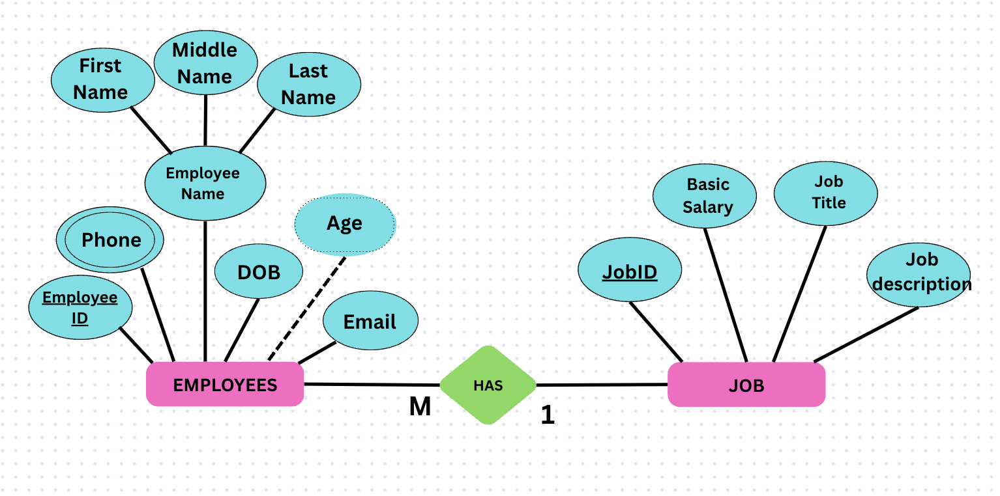 First
Name
Middle
Name
Last
Name
Employee
Name
Phone
Employee
ID
DOB
Age
Email
EMPLOYEES
M
HAS
1
JobID
Basic
Salary
Job
Title
Job
description
JOB